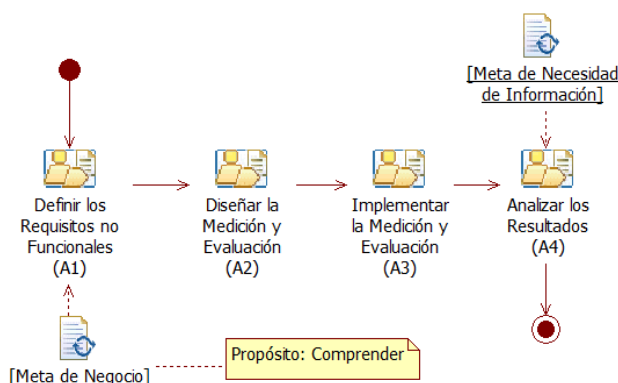 [Meta de Necesidad
de Información]
Definir los
Requisitos no
Funcionales
(A1)
Diseñar la
Medición y
Evaluación
(A2)
Implementar
la Medición y
Evaluación
(A3)
Analizar los
Resultados
(A4)
[Meta de Negocio]
Propósito: Comprender